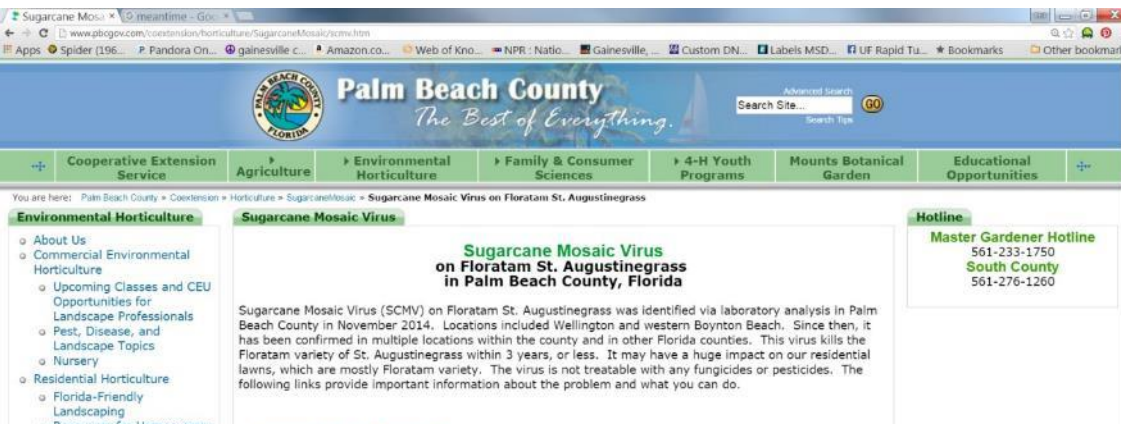 Sugarcane Mosa ×
meantime - Goo ×
www.pbcgov.com/coextension/horticulture/SugarcaneMosaic/scmv.htm
Apps Spider (196... Pandora On... gainesville c... Amazon.co... Web of Kno... NPR : Natio... Gainesville, ... Custom DN... Labels MSD... UF Rapid Tu... Bookmarks Other bookmar
PALM BEACH COUNTY
FLORIDA
Palm Beach County
The Best of Everything.
Advanced Search
Search Site... GO
Search Tips
Cooperative Extension Service
Agriculture
Environmental Horticulture
Family & Consumer Sciences
4-H Youth Programs
Mounts Botanical Garden
Educational Opportunities
You are here: Palm Beach County » Coextension » Horticulture » SugarcaneMosaic » Sugarcane Mosaic Virus on Floratam St. Augustinegrass
Environmental Horticulture
About Us
Commercial Environmental
Horticulture
Upcoming Classes and CEU
Opportunities for
Landscape Professionals
Pest, Disease, and
Landscape Topics
Nursery
Residential Horticulture
Florida-Friendly
Landscaping
Sugarcane Mosaic Virus
Sugarcane Mosaic Virus
on Floratam St. Augustinegrass
in Palm Beach County, Florida
Sugarcane Mosaic Virus (SCMV) on Floratam St. Augustinegrass was identified via laboratory analysis in Palm
Beach County in November 2014. Locations included Wellington and western Boynton Beach. Since then, it
has been confirmed in multiple locations within the county and in other Florida counties. This virus kills the
Floratam variety of St. Augustinegrass within 3 years, or less. It may have a huge impact on our residential
lawns, which are mostly Floratam variety. The virus is not treatable with any fungicides or pesticides. The
following links provide important information about the problem and what you can do.
Hotline
Master Gardener Hotline
561-233-1750
South County
561-276-1260